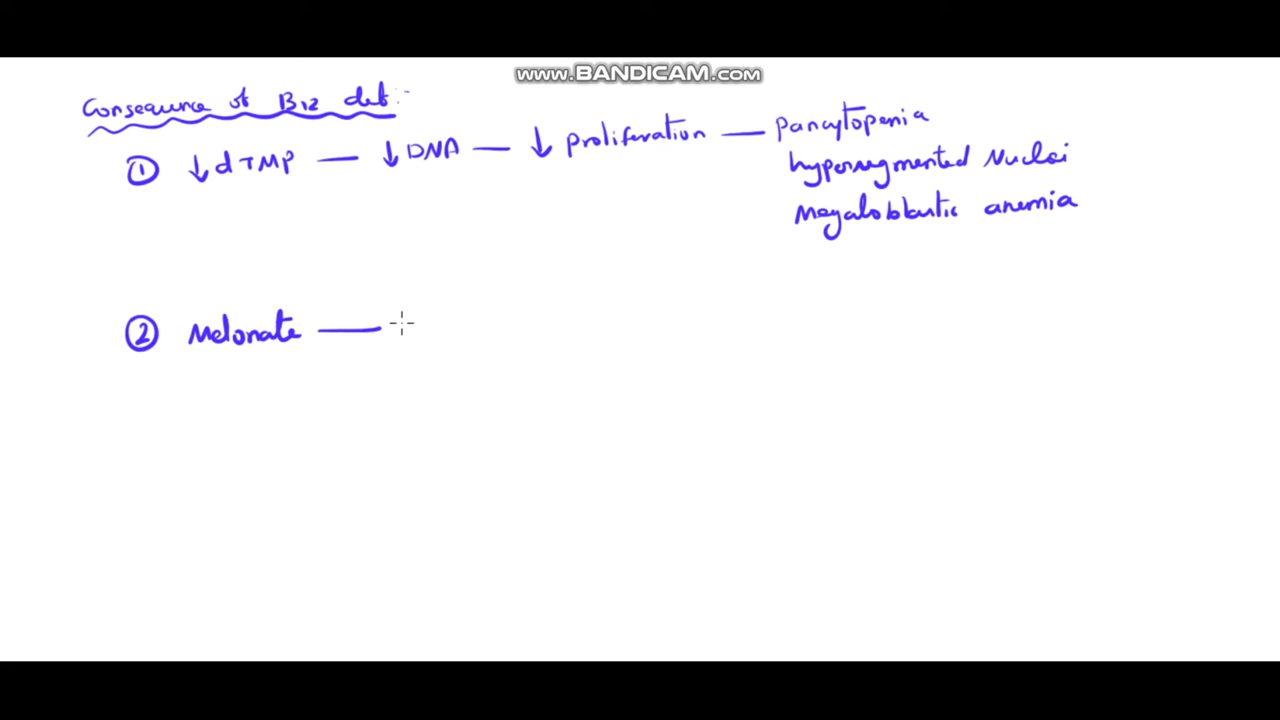 www.BANDICAM.com
Consequence of B12 def:-
① ↓dTMP — ↓DNA — ↓ proliferation — Pancytopenia
hypersegmented Nuclei
Megaloblastic anemia
② Melonate —